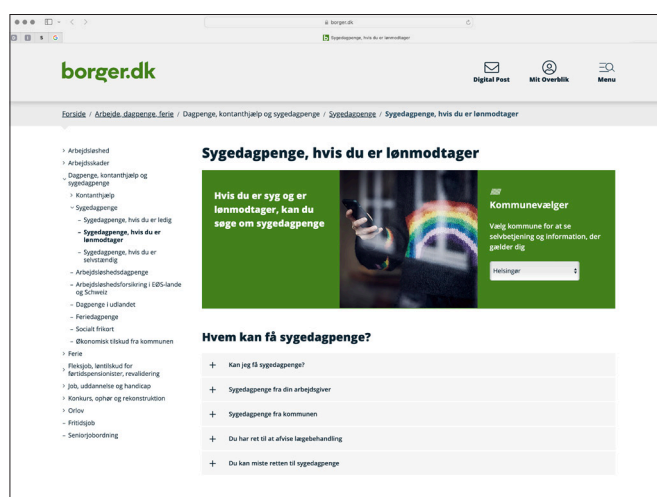 borger.dk
Sygedagpenge, hvis du er lønmodtager
borger.dk
Digital Post
Mit Overblik
Menu
Forside / Arbejde, dagpenge, ferie / Dagpenge, kontanthjælp og sygedagpenge / Sygedagpenge / Sygedagpenge, hvis du er lønmodtager
> Arbejdsløshed
> Arbejdsskader
Dagpenge, kontanthjælp og
sygedagpenge
> Kontanthjælp
Sygedagpenge
– Sygedagpenge, hvis du er ledig
– Sygedagpenge, hvis du er
lønmodtager
– Sygedagpenge, hvis du er
selvstændig
– Arbejdsløshedsdagpenge
– Arbejdsløshedsforsikring i EØS-lande
og Schweiz
– Dagpenge i udlandet
– Feriedagpenge
– Socialt frikort
– Økonomisk tilskud fra kommunen
> Ferie
> Fleksjob, løntilskud for
førtidspensionister, revalidering
> Job, uddannelse og handicap
> Konkurs, ophør og rekonstruktion
> Orlov
– Fritidsjob
– Seniorjobordning
Sygedagpenge, hvis du er lønmodtager
Hvis du er syg og er
lønmodtager, kan du
søge om sygedagpenge
Kommunevælger
Vælg kommune for at se
selvbetjening og information, der
gælder dig
Helsingør
Hvem kan få sygedagpenge?
+ Kan jeg få sygedagpenge?
+ Sygedagpenge fra din arbejdsgiver
+ Sygedagpenge fra kommunen
+ Du har ret til at afvise lægebehandling
+ Du kan miste retten til sygedagpenge